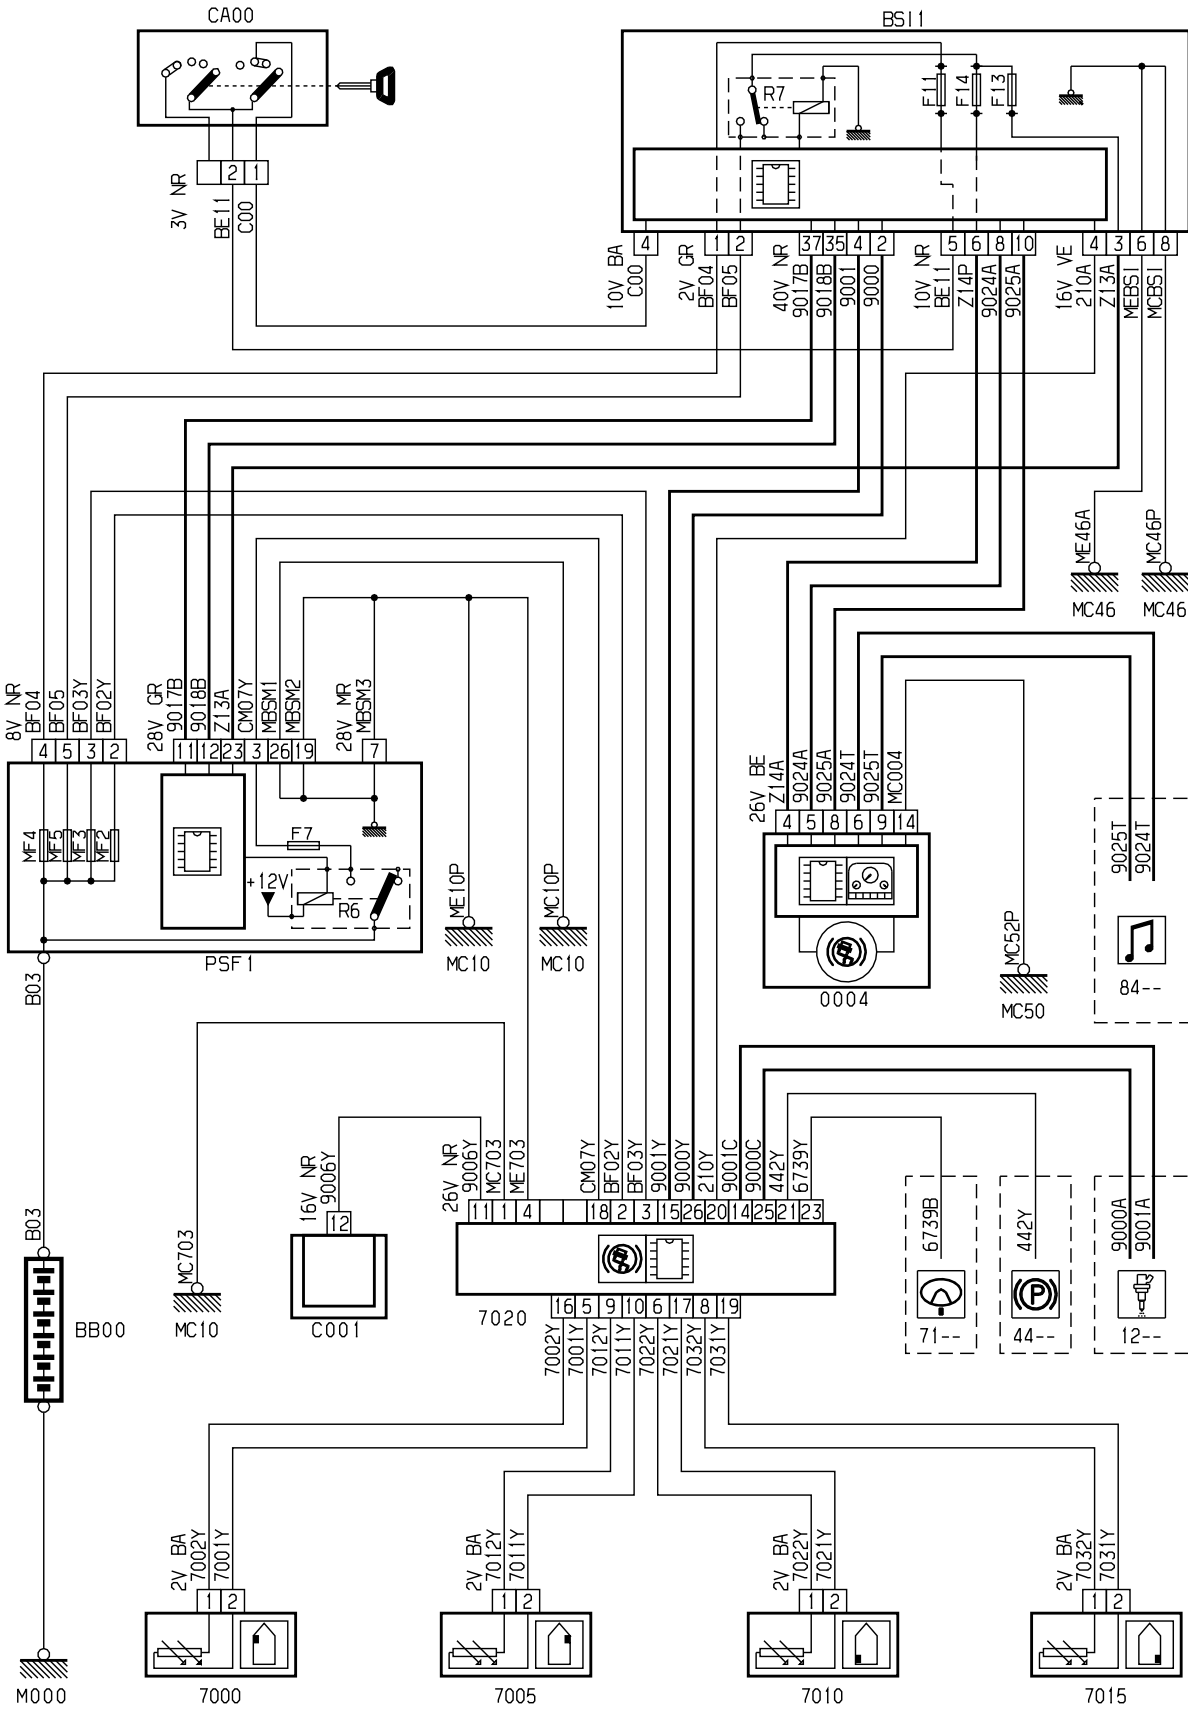 CA00
BSI1
R7
F11
F14
F13
2 1
3V NR
BE11
C00
4 1 2 37 35 4 2 5 6 8 10 4 3 6 8
10V BA
C00
2V GR
BF04
BF05
40V NR
9017B
9018B
9001
9000
10V NR
BE11
Z14P
9024A
9025A
16V VE
210A
Z13A
MEBSI
MCBSI
ME46A
MC46P
MC46
MC46
8V NR
BF04
BF05
BF03Y
BF02Y
28V GR
9017B
9018B
Z13A
CM07Y
MBSM1
MBSM2
28V MR
MBSM3
4 5 3 2 11 12 23 3 26 19 7
26V BE
Z14A
9024A
9025A
9024T
9025T
MC004
4 5 8 6 9 14
MF4
MF5
MF3
MF2
F7
+12V
R6
PSF1
ME10P
MC10P
MC10
MC10
0004
MC52P
MC50
9025T
9024T
84--
B03
B03
BB00
M000
MC703
MC10
16V NR
9006Y
12
C001
26V NR
9006Y
MC703
ME703
CM07Y
BF02Y
BF03Y
9001Y
9000Y
210Y
9001C
9000C
442Y
6739Y
11 1 4 18 2 3 15 26 20 14 25 21 23
7020
16 5 9 10 6 17 8 19
7002Y
7001Y
7012Y
7011Y
7022Y
7021Y
7032Y
7031Y
6739B
71--
442Y
P
44--
9000A
9001A
12--
2V BA
7002Y
7001Y
1 2
7000
2V BA
7012Y
7011Y
1 2
7005
2V BA
7022Y
7021Y
1 2
7010
2V BA
7032Y
7031Y
1 2
7015